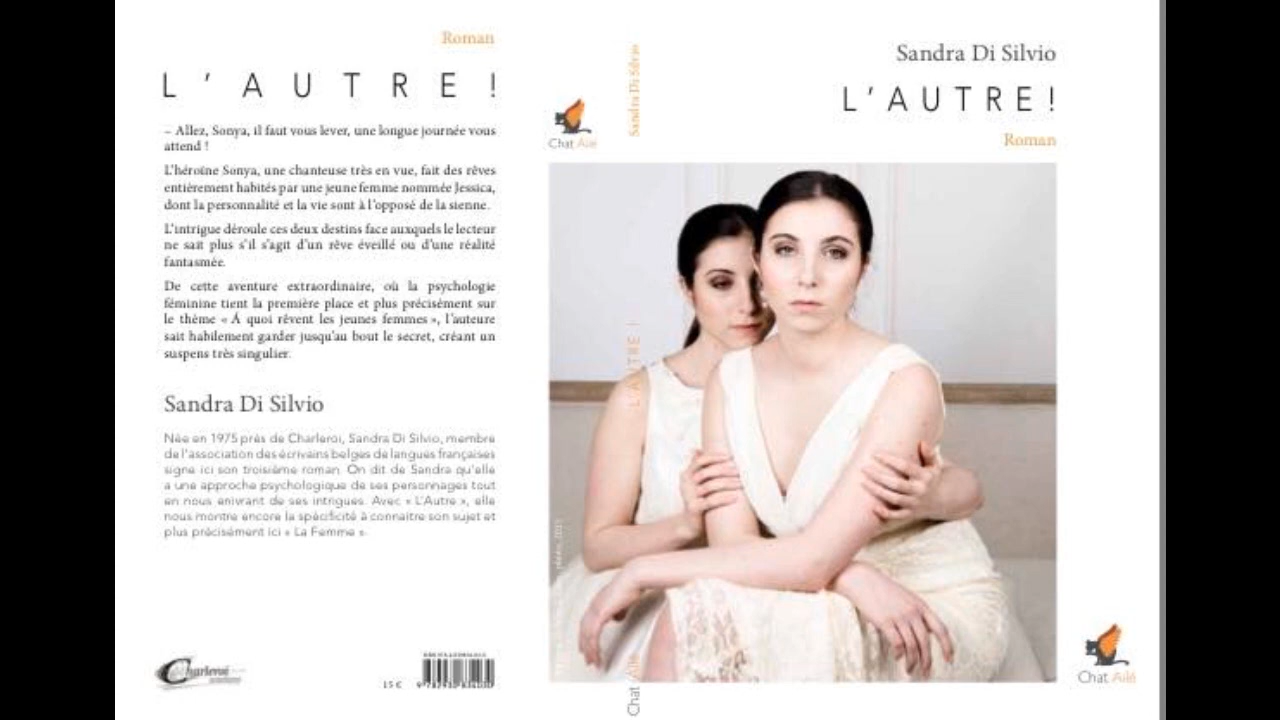 Roman
L'AUTRE!
– Allez, Sonya, il faut vous lever, une longue journée vous
attend !
L'héroïne Sonya, une chanteuse très en vue, fait des rêves
entièrement habités par une jeune femme nommée Jessica,
dont la personnalité et la vie sont à l'opposé de la sienne.
L'intrigue déroule ces deux destins face auxquels le lecteur
ne sait plus s'il s'agit d'un rêve éveillé ou d'une réalité
fantasmée.
De cette aventure extraordinaire, où la psychologie
féminine tient la première place et plus précisément sur
le thème « À quoi rêvent les jeunes femmes », l'auteure
sait habilement garder jusqu'au bout le secret, créant un
suspens très singulier.
Sandra Di Silvio
Née en 1975 près de Charleroi, Sandra Di Silvio, membre
de l'association des écrivains belges de langues françaises
signe ici son troisième roman. On dit de Sandra qu'elle
a une approche psychologique de ses personnages tout
en nous enivrant de ses intrigues. Avec « L'Autre », elle
nous montre encore la spécificité à connaitre son sujet et
plus précisément ici « La Femme ».
Charleroi
15 €
Chat Ailé
Sandra Di Silvio
L'AUTRE !
Chat Ailé
Sandra Di Silvio
L'AUTRE!
Roman
Chat Ailé